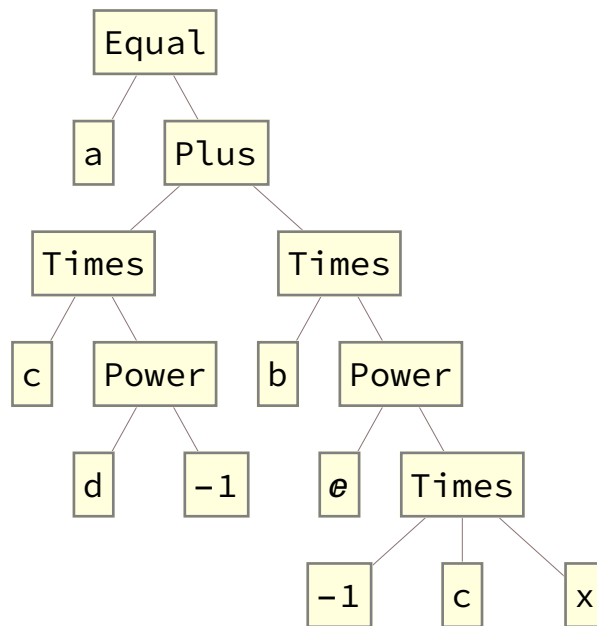 Equal
a Plus
Times Times
c Power b Power
d -1 ⅇ Times
-1 c x